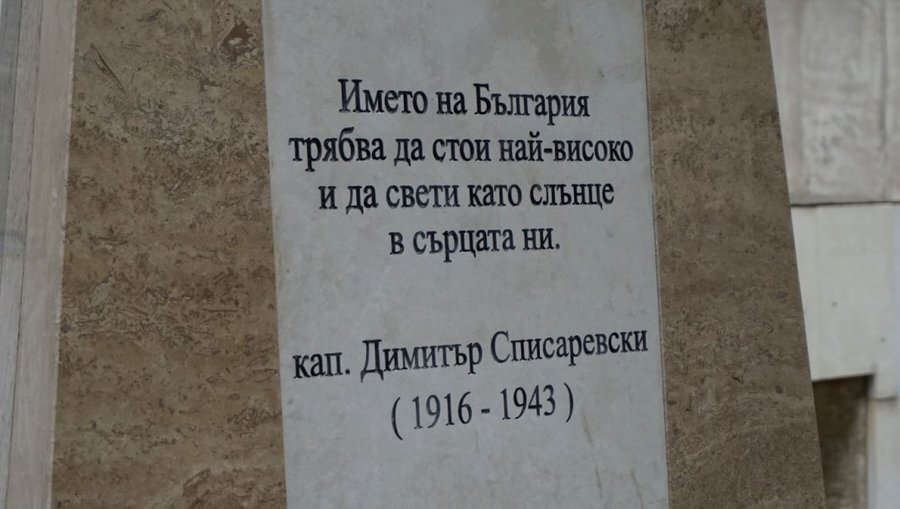 Името на България
трябва да стои най-високо
и да свети като слънце
в сърцата ни.
кап. Димитър Списаревски
( 1916 - 1943 )